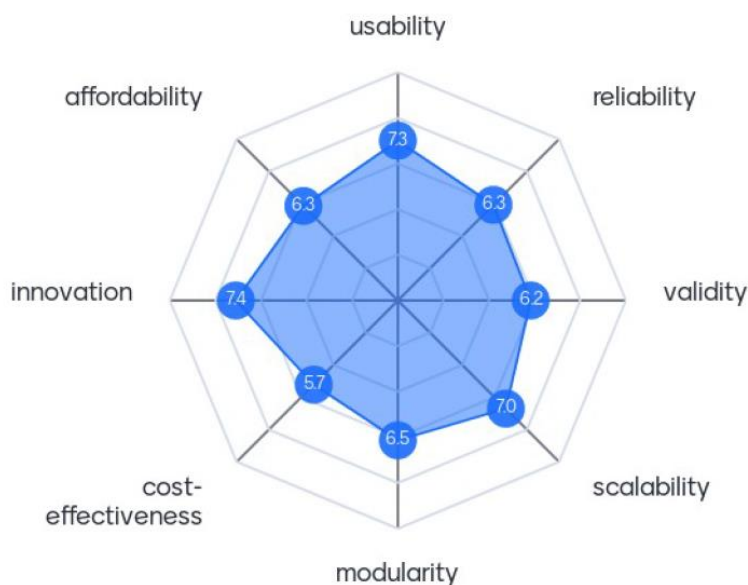 usability
affordability
reliability
7.3
6.3
6.3
innovation
7.4
6.2
validity
5.7
7.0
6.5
cost-
effectiveness
scalability
modularity